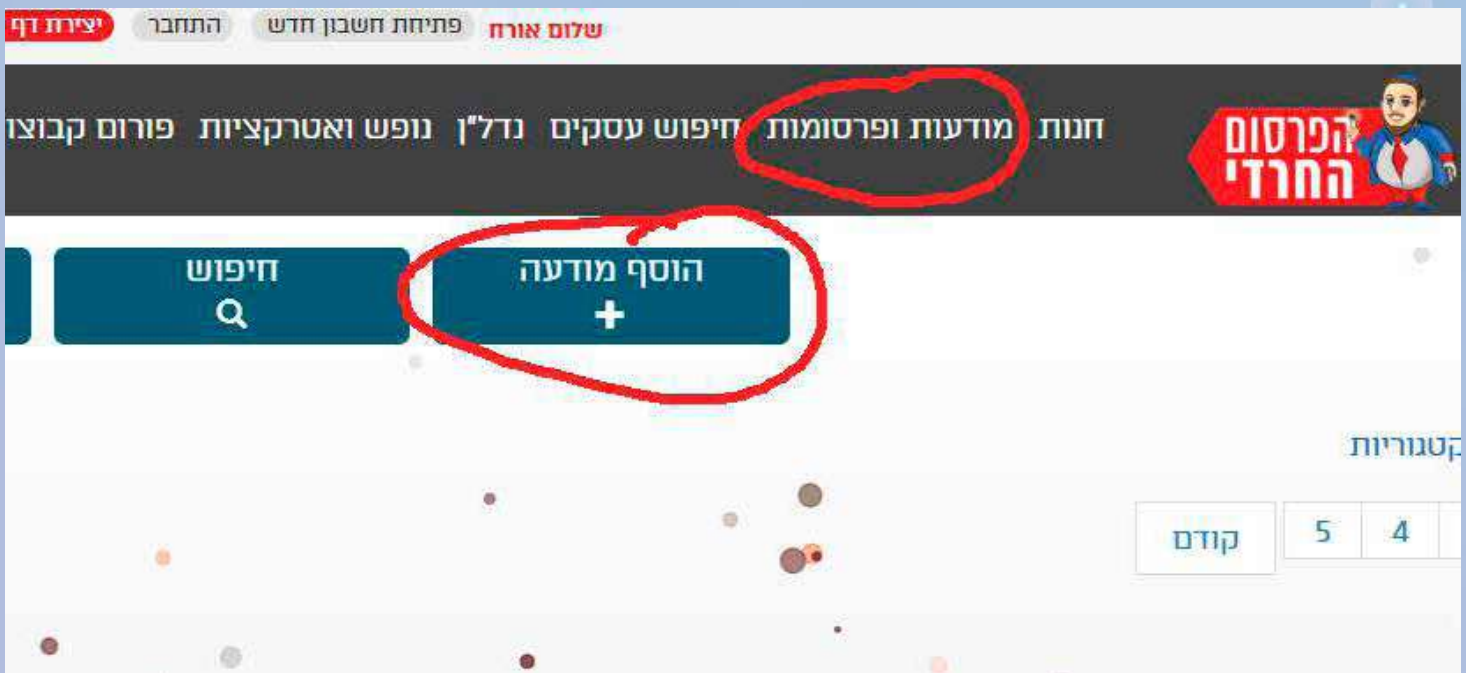 שלום אורח פתיחת חשבון חדש התחבר יצירת דף
הפרסום
החרדי
חנות מודעות ופרסומות חיפוש עסקים נדל"ן נופש ואטרקציות פורום קבוצו
הוסף מודעה
חיפוש
קטגוריות
4 5 קודם